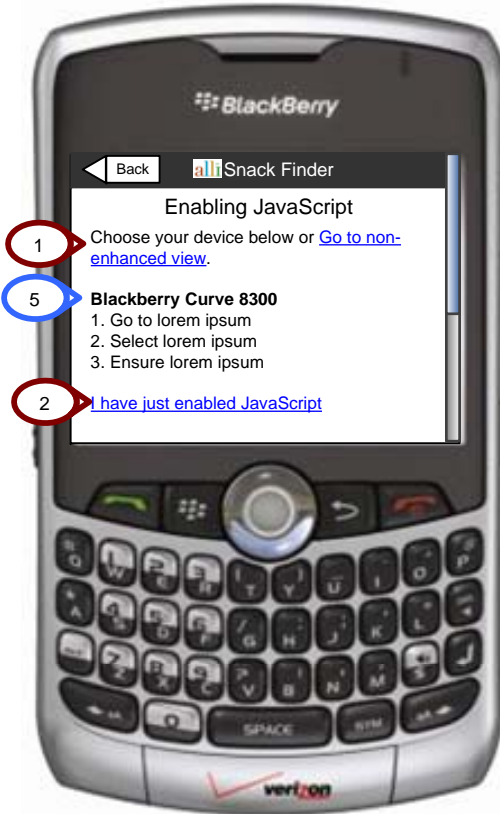 BlackBerry
Back
alli Snack Finder
Enabling JavaScript
1
Choose your device below or Go to non-
enhanced view.
5
Blackberry Curve 8300
1. Go to lorem ipsum
2. Select lorem ipsum
3. Ensure lorem ipsum
2
I have just enabled JavaScript
Q W E R T Y U I O P
A S D F G H J K L
Z X C V B N M $
0 SPACE SYM
verizon